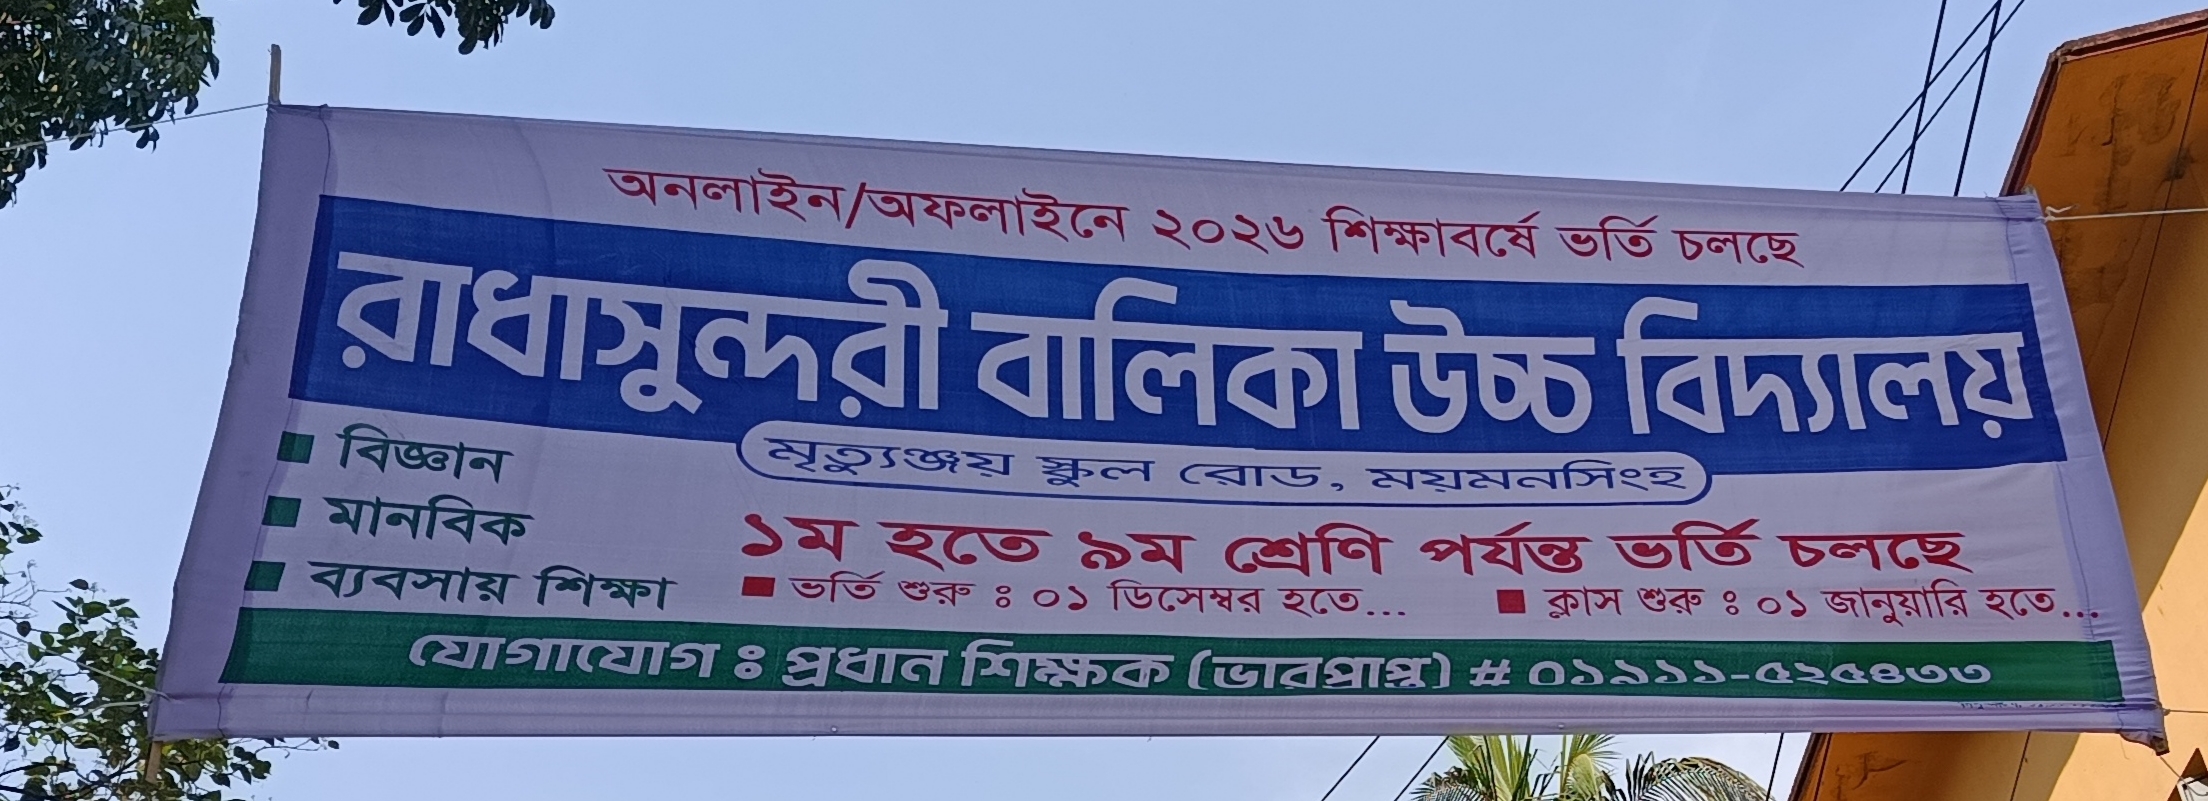 অনলাইন/অফলাইনে ২০২৬ শিক্ষাবর্ষে ভর্তি চলছে
রাধাসুন্দরী বালিকা উচ্চ বিদ্যালয়
মৃত্যুঞ্জয় স্কুল রোড, ময়মনসিংহ
■ বিজ্ঞান
■ মানবিক
■ ব্যবসায় শিক্ষা
১ম হতে ৯ম শ্রেণি পর্যন্ত ভর্তি চলছে
■ ভর্তি শুরু ঃ ০১ ডিসেম্বর হতে... ■ ক্লাস শুরু ঃ ০১ জানুয়ারি হতে...
যোগাযোগ ঃ প্রধান শিক্ষক (ভারপ্রাপ্ত) # ০১৯১১-৫২৫৪৩৩